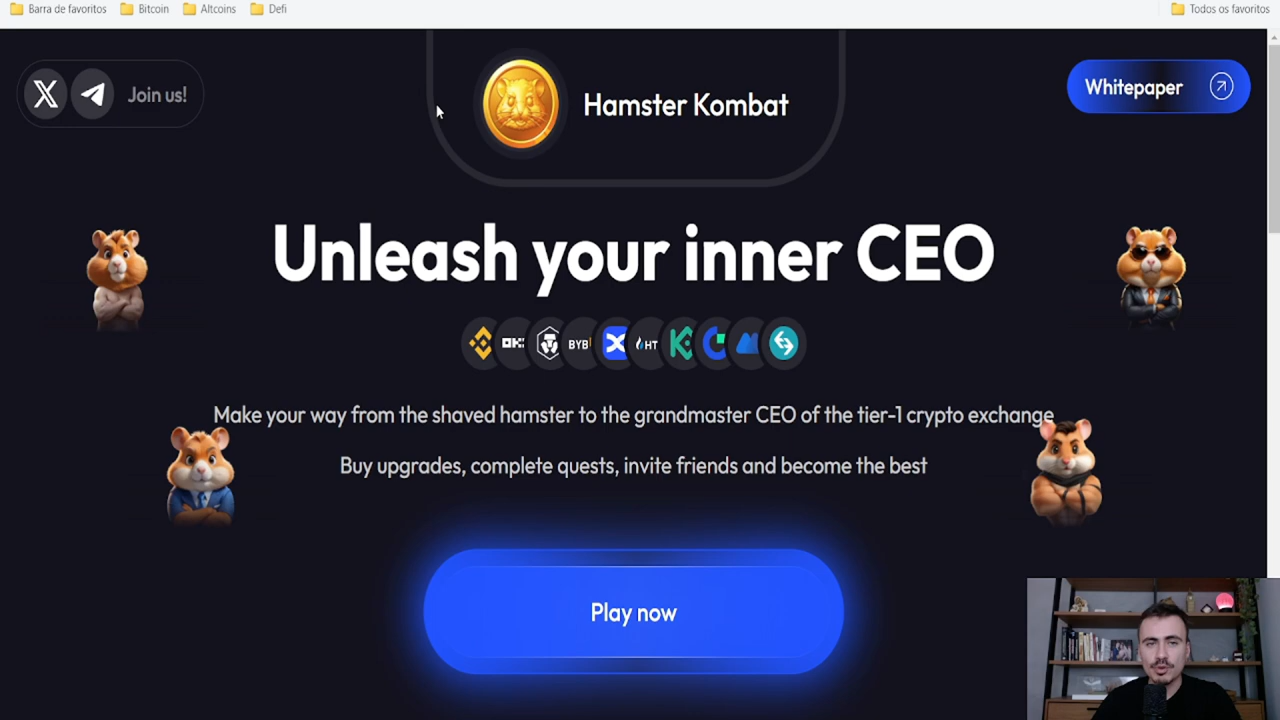 Barra de favoritos Bitcoin Altcoins Defi Todos os favoritos
Join us!
Hamster Kombat
Whitepaper
Unleash your inner CEO
BYB HT
Make your way from the shaved hamster to the grandmaster CEO of the tier-1 crypto exchange
Buy upgrades, complete quests, invite friends and become the best
Play now